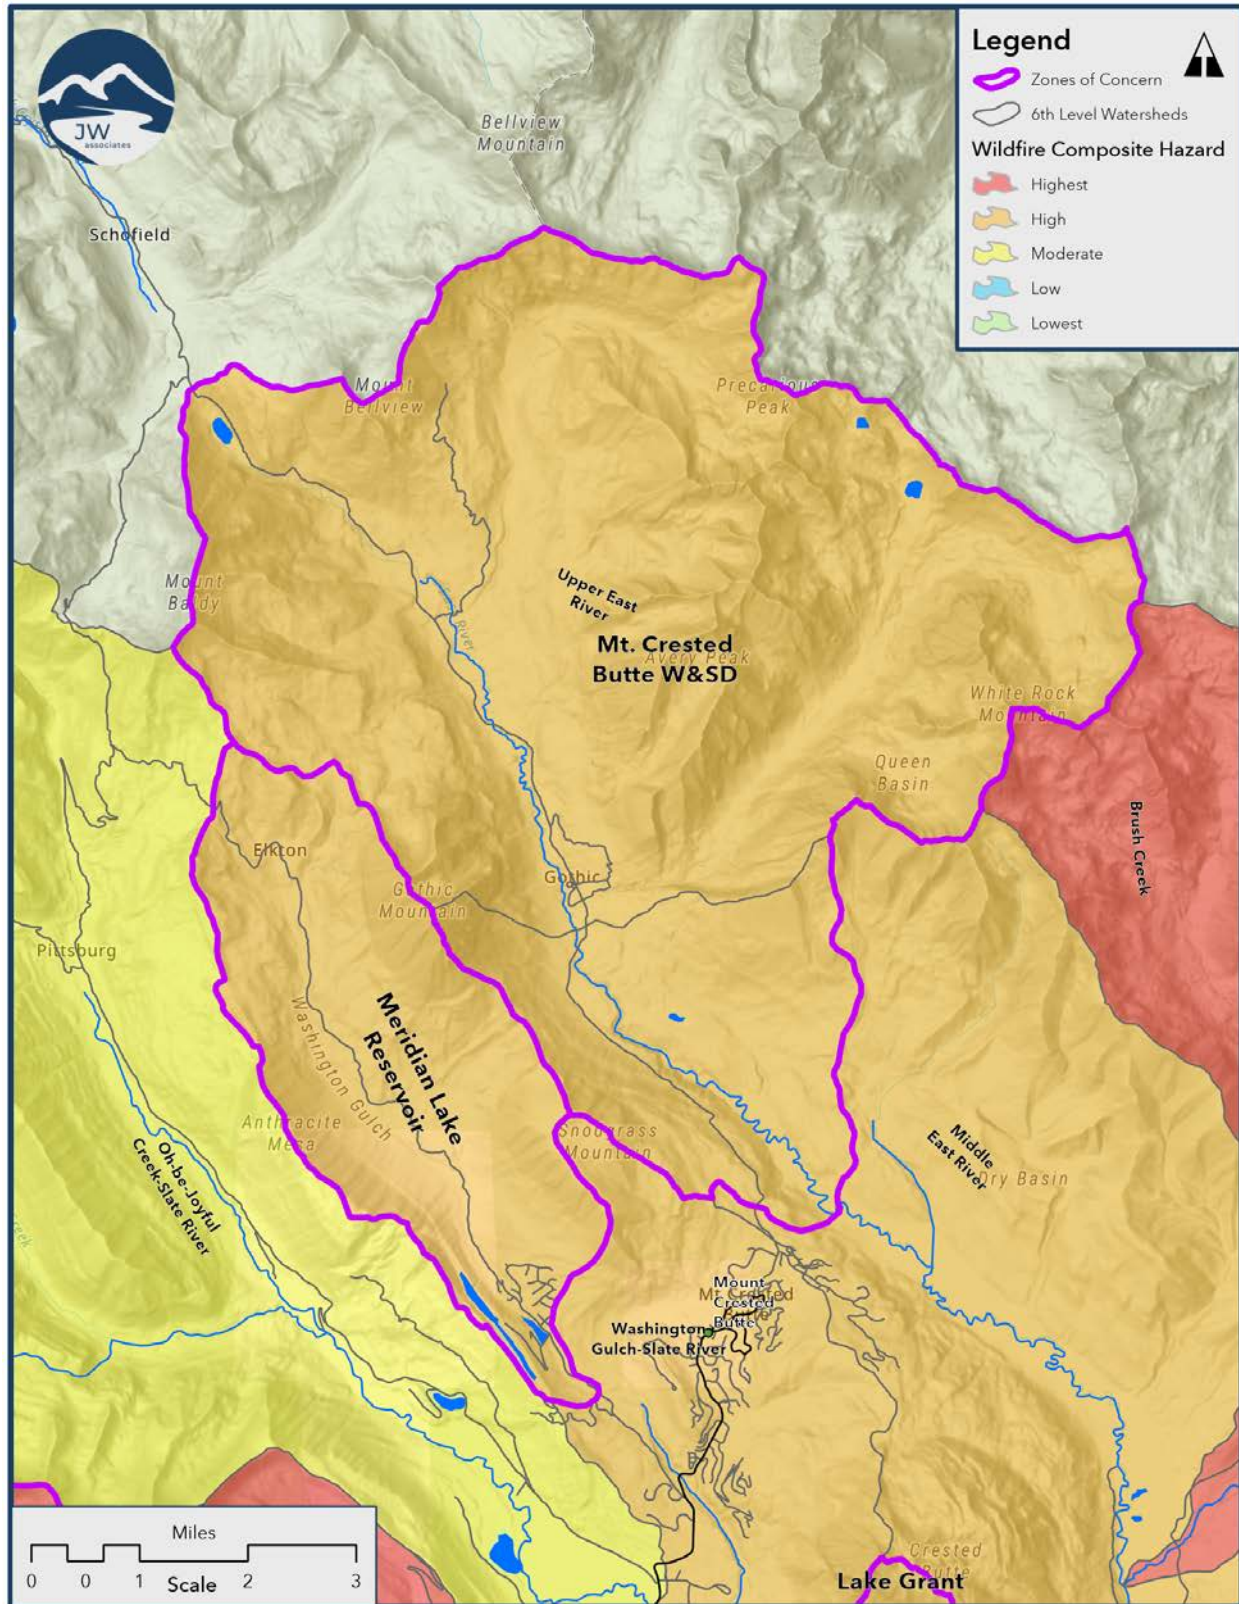 Legend
Zones of Concern
6th Level Watersheds
Wildfire Composite Hazard
Highest
High
Moderate
Low
Lowest
JW
associates
Bellview
Mountain
Schofield
Mount
Bellview
Precarious
Peak
Mount
Baldy
Upper East
River
River
Mt. Crested
Butte W&SD
Avery Peak
White Rock
Mountain
Queen
Basin
Brush Creek
Elkton
Gothic
Gothic
Mountain
Pittsburg
Meridian Lake
Reservoir
Washington Gulch
Anthracite
Mesa
Snodgrass
Mountain
Oh-be-Joyful
Creek-Slate River
Middle
East River
Dry Basin
Creek
Mount
Crested
Butte
Mt Crested
Butte
Washington
Gulch-Slate River
Crested
Butte
Lake Grant
Miles
0 0 1 2 3
Scale